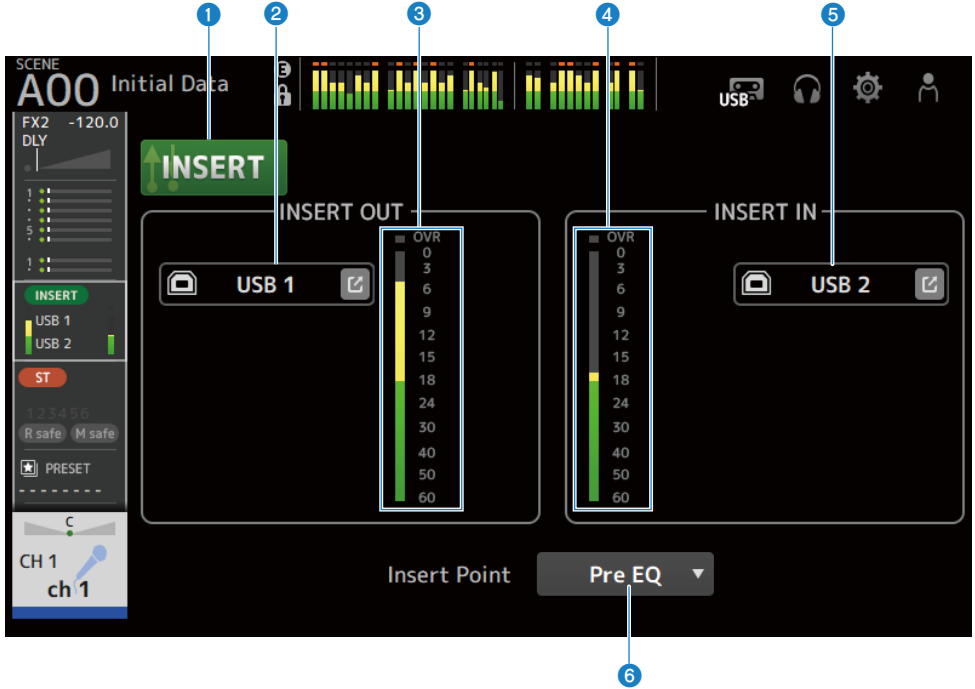 1 2 3 4 5
SCENE
A00 Initial Data
E
USB
FX2 -120.0
DLY
1
5
1
INSERT
USB 1
USB 2
ST
123456
R safe M safe
PRESET
--------
C
CH 1
ch 1
INSERT
INSERT OUT
USB 1
OVR
0
3
6
9
12
15
18
24
30
40
50
60
INSERT IN
OVR
0
3
6
9
12
15
18
24
30
40
50
60
USB 2
Insert Point Pre EQ
6